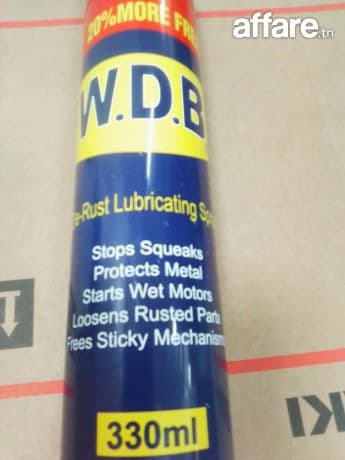 affare.tn
20% MORE FRE
W.D.B
e-Rust Lubricating Sp
Stops Squeaks
Protects Metal
Starts Wet Motors
Loosens Rusted Parts
Frees Sticky Mechanism
330ml
KI